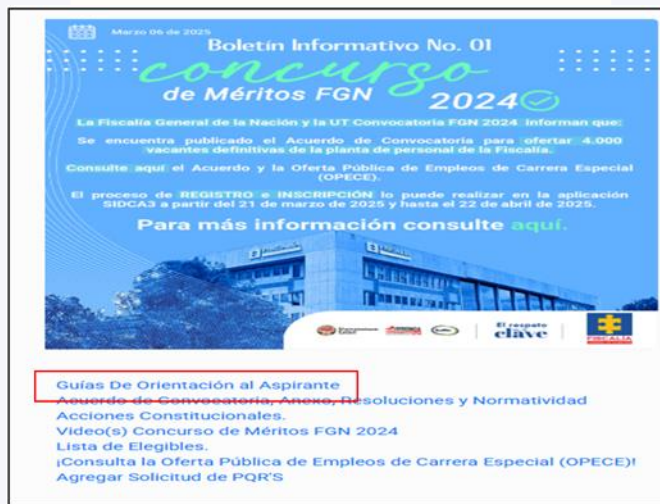 Marzo 06 de 2025
Boletín Informativo No. 01
concurso
de Méritos FGN 2024
La Fiscalía General de la Nación y la UT Convocatoria FGN 2024 informan que:
Se encuentra publicado el Acuerdo de Convocatoria para ofertar 4.000
vacantes definitivas de la planta de personal de la Fiscalía.
Consulte aquí el Acuerdo y la Oferta Pública de Empleos de Carrera Especial
(OPECE).
El proceso de REGISTRO e INSCRIPCIÓN lo puede realizar en la aplicación
SIDCA3 a partir del 21 de marzo de 2025 y hasta el 22 de abril de 2025.
Para más información consulte aquí.
El respeto
clave
FISCALÍA
Guías De Orientación al Aspirante
Acuerdo de Convocatoria, Anexo, Resoluciones y Normatividad
Acciones Constitucionales.
Video(s) Concurso de Méritos FGN 2024
Lista de Elegibles.
¡Consulta la Oferta Pública de Empleos de Carrera Especial (OPECE)!
Agregar Solicitud de PQR'S